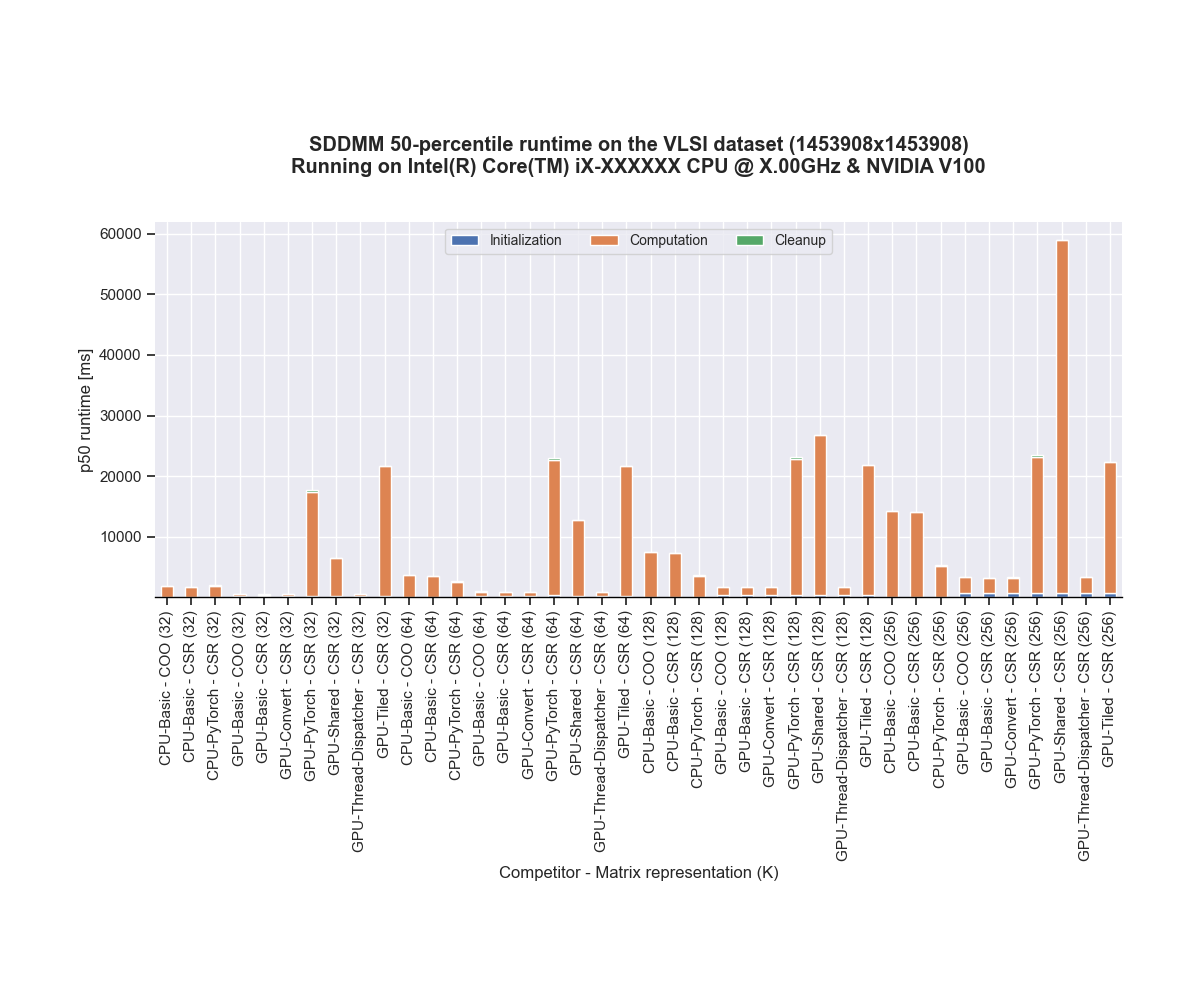 SDDMM 50-percentile runtime on the VLSI dataset (1453908x1453908)
Running on Intel(R) Core(TM) iX-XXXXXX CPU @ X.00GHz & NVIDIA V100
Initialization
Computation
Cleanup
p50 runtime [ms]
60000
50000
40000
30000
20000
10000
CPU-Basic - COO (32)
CPU-Basic - CSR (32)
CPU-PyTorch - CSR (32)
GPU-Basic - COO (32)
GPU-Basic - CSR (32)
GPU-Convert - CSR (32)
GPU-PyTorch - CSR (32)
GPU-Shared - CSR (32)
GPU-Thread-Dispatcher - CSR (32)
GPU-Tiled - CSR (32)
CPU-Basic - COO (64)
CPU-Basic - CSR (64)
CPU-PyTorch - CSR (64)
GPU-Basic - COO (64)
GPU-Basic - CSR (64)
GPU-Convert - CSR (64)
GPU-PyTorch - CSR (64)
GPU-Shared - CSR (64)
GPU-Thread-Dispatcher - CSR (64)
GPU-Tiled - CSR (64)
CPU-Basic - COO (128)
CPU-Basic - CSR (128)
CPU-PyTorch - CSR (128)
GPU-Basic - COO (128)
GPU-Basic - CSR (128)
GPU-Convert - CSR (128)
GPU-PyTorch - CSR (128)
GPU-Shared - CSR (128)
GPU-Thread-Dispatcher - CSR (128)
GPU-Tiled - CSR (128)
CPU-Basic - COO (256)
CPU-Basic - CSR (256)
CPU-PyTorch - CSR (256)
GPU-Basic - COO (256)
GPU-Basic - CSR (256)
GPU-Convert - CSR (256)
GPU-PyTorch - CSR (256)
GPU-Shared - CSR (256)
GPU-Thread-Dispatcher - CSR (256)
GPU-Tiled - CSR (256)
Competitor - Matrix representation (K)